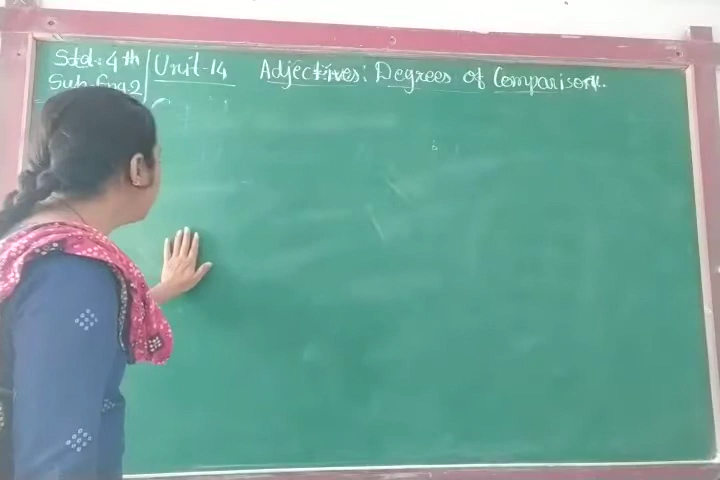 Std: 4th
Sub: Eng.2
Unit-14
Adjectives: Degrees of Comparison.